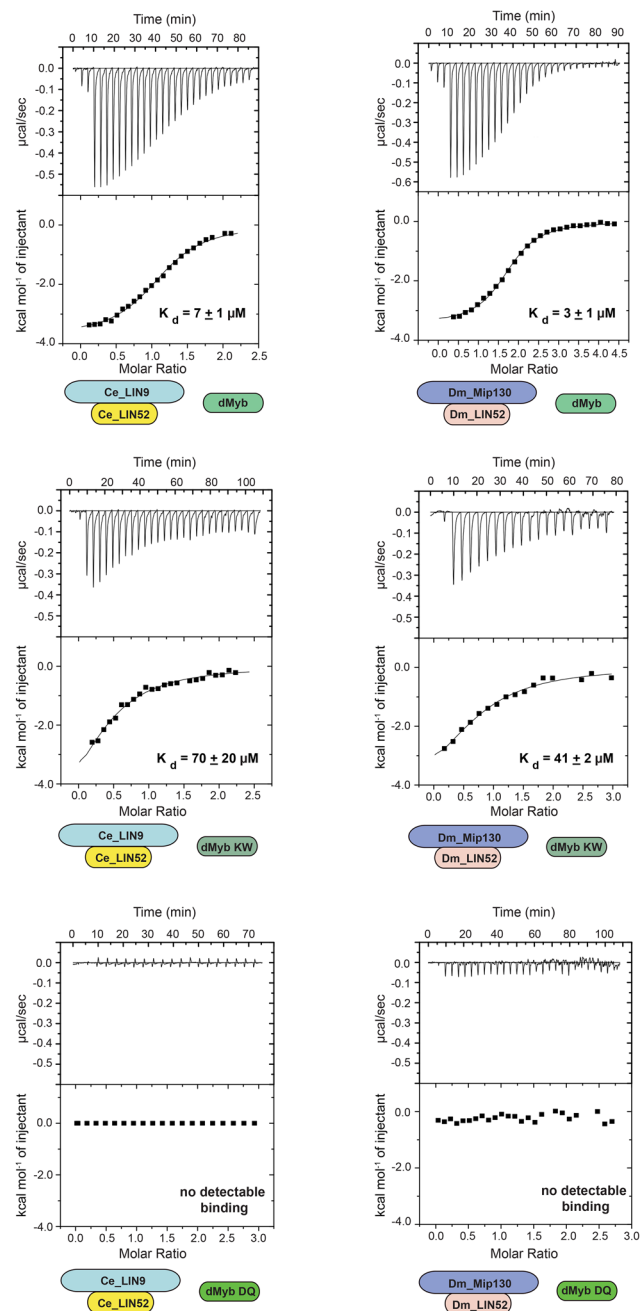 Time (min)
0 10 20 30 40 50 60 70 80
0.0
-0.1
-0.2
-0.3
-0.4
-0.5
µcal/sec
0.0
-2.0
-4.0
kcal mol⁻¹ of injectant
K d = 7 ± 1 µM
0.0 0.5 1.0 1.5 2.0 2.5
Molar Ratio
Ce_LIN9
Ce_LIN52
dMyb
Time (min)
0 10 20 30 40 50 60 70 80 90
0.0
-0.1
-0.2
-0.3
-0.4
-0.5
-0.6
µcal/sec
0.0
-2.0
-4.0
kcal mol⁻¹ of injectant
K d = 3 ± 1 µM
0.0 0.5 1.0 1.5 2.0 2.5 3.0 3.5 4.0 4.5
Molar Ratio
Dm_Mip130
Dm_LIN52
dMyb
Time (min)
0 10 20 30 40 50 60 70 80 90 100
0.0
-0.1
-0.2
-0.3
-0.4
-0.5
µcal/sec
0.0
-2.0
-4.0
kcal mol⁻¹ of injectant
K d = 70 ± 20 µM
0.0 0.5 1.0 1.5 2.0 2.5
Molar Ratio
Ce_LIN9
Ce_LIN52
dMyb KW
Time (min)
0 10 20 30 40 50 60 70 80
0.0
-0.1
-0.2
-0.3
-0.4
-0.5
µcal/sec
0.0
-2.0
-4.0
kcal mol⁻¹ of injectant
K d = 41 ± 2 µM
0.0 0.5 1.0 1.5 2.0 2.5 3.0
Molar Ratio
Dm_Mip130
Dm_LIN52
dMyb KW
Time (min)
0 10 20 30 40 50 60 70
0.0
-0.1
-0.2
-0.3
-0.4
-0.5
µcal/sec
0.0
-2.0
-4.0
kcal mol⁻¹ of injectant
no detectable
binding
0.0 0.5 1.0 1.5 2.0 2.5 3.0
Molar Ratio
Ce_LIN9
Ce_LIN52
dMyb DQ
Time (min)
0 20 40 60 80 100
0.0
-0.1
-0.2
-0.3
-0.4
-0.5
µcal/sec
0.0
-2.0
-4.0
kcal mol⁻¹ of injectant
no detectable
binding
0.0 0.5 1.0 1.5 2.0 2.5 3.0
Molar Ratio
Dm_Mip130
Dm_LIN52
dMyb DQ